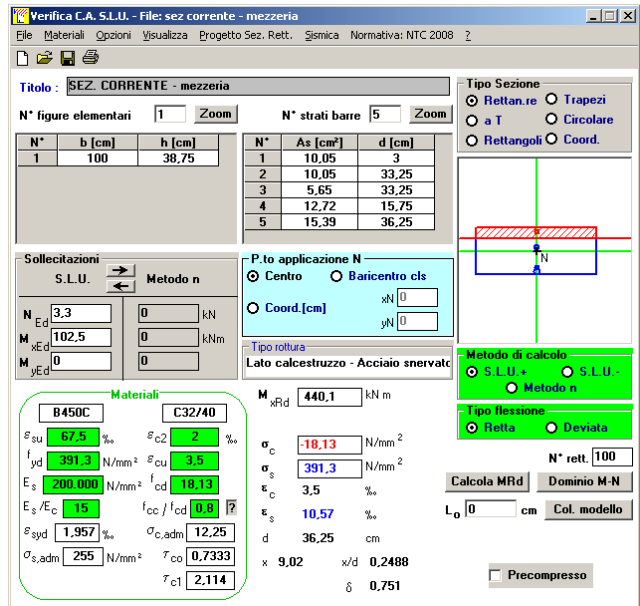 Verifica C.A. S.L.U. - File: sez corrente - mezzeria
File Materiali Opzioni Visualizza Progetto Sez. Rett. Sismica Normativa: NTC 2008 ?
Titolo : SEZ. CORRENTE - mezzeria
N° figure elementari 1 Zoom
N° strati barre 5 Zoom
N° b [cm] h [cm]
1 100 38,75
N° As [cm²] d [cm]
1 10,05 3
2 10,05 33,25
3 5,65 33,25
4 12,72 15,75
5 15,39 36,25
Tipo Sezione
Rettan.re Trapezi
a T Circolare
Rettangoli Coord.
N
Sollecitazioni
S.L.U. Metodo n
N Ed 3,3 0 kN
M xEd 102,5 0 kNm
M yEd 0 0
P.to applicazione N
Centro Baricentro cls
Coord.[cm] xN 0
yN 0
Tipo rottura
Lato calcestruzzo - Acciaio snervato
Metodo di calcolo
S.L.U.+ S.L.U.-
Metodo n
Tipo flessione
Retta Deviata
Materiali
B450C C32/40
εsu 67,5 ‰ εc2 2 ‰
fyd 391,3 N/mm² εcu 3,5
Es 200.000 N/mm² fcd 18,13
Es/Ec 15 fcc / fcd 0,8 ?
εsyd 1,957 ‰ σc,adm 12,25
σs,adm 255 N/mm² τco 0,7333
τc1 2,114
M xRd 440,1 kN m
σc -18,13 N/mm²
σs 391,3 N/mm²
εc 3,5 ‰
εs 10,57 ‰
d 36,25 cm
x 9,02 x/d 0,2488
δ 0,751
N° rett. 100
Calcola MRd Dominio M-N
Lo 0 cm Col. modello
Precompresso